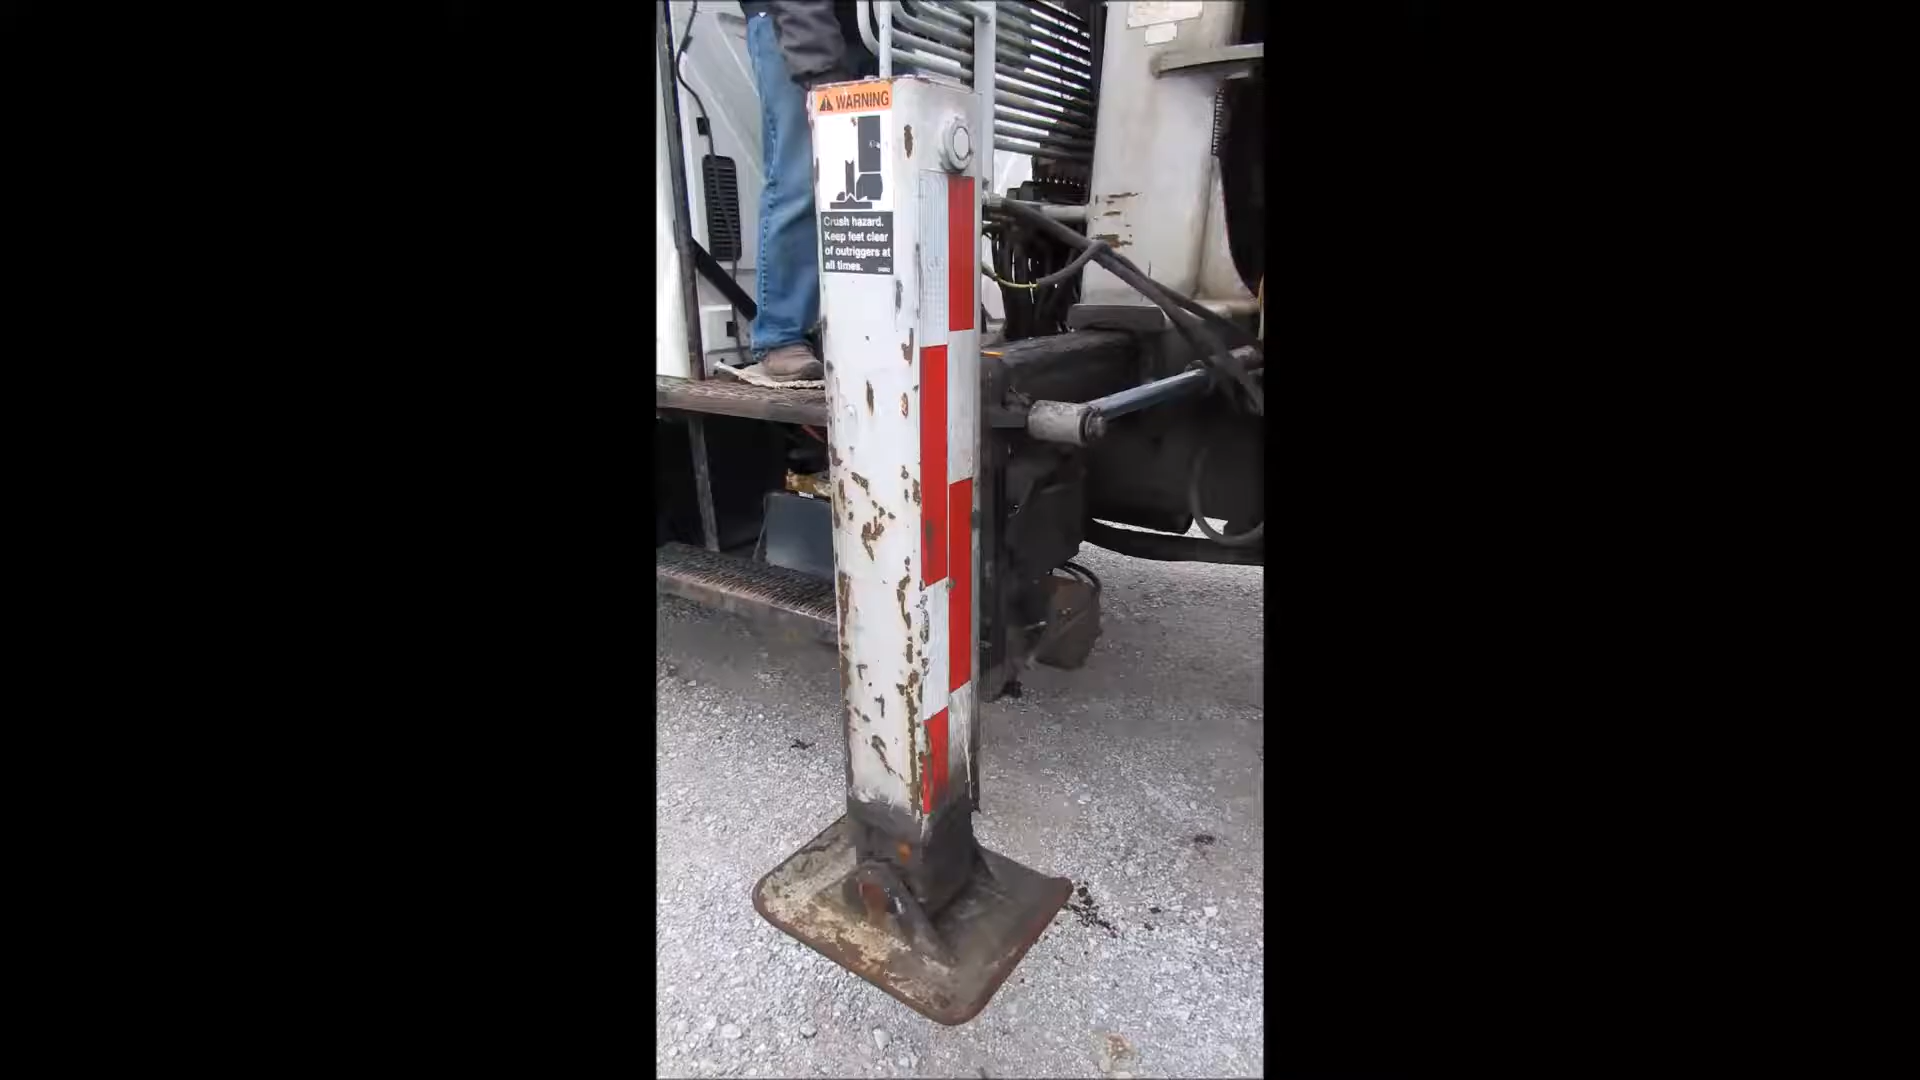 WARNING
Crush hazard.
Keep feet clear
of outriggers at
all times.